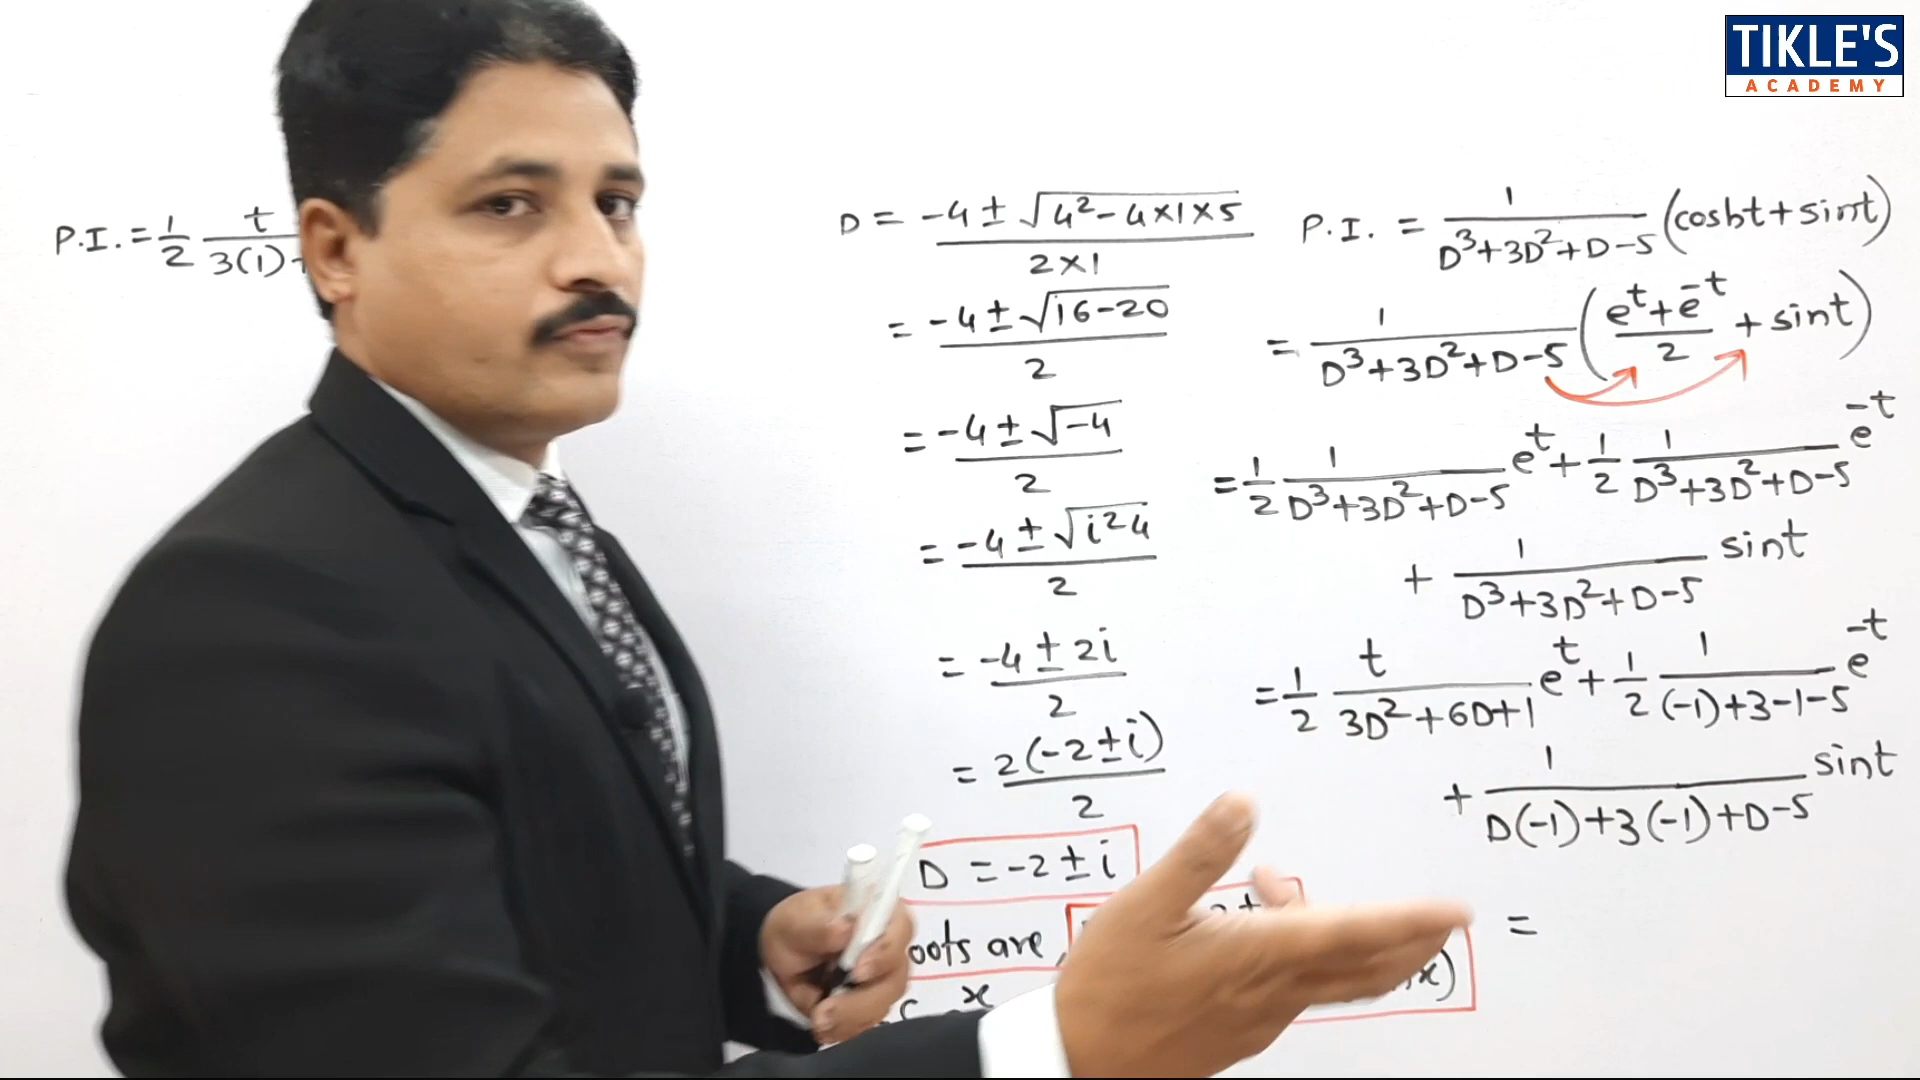 TIKLE'S
ACADEMY
P.I. = 1/2 t/(3(1)+
D = (-4 ± √(4² - 4×1×5))/(2×1)
= (-4 ± √(16-20))/2
= (-4 ± √-4)/2
= (-4 ± √(i²4))/2
= (-4 ± 2i)/2
= 2(-2 ± i)/2
D = -2 ± i
oots are,
x
P.I. = 1/(D³+3D²+D-5) (cosht + sint)
= 1/(D³+3D²+D-5) ((eᵗ+e⁻ᵗ)/2 + sint)
= 1/2 1/(D³+3D²+D-5) eᵗ + 1/2 1/(D³+3D²+D-5) e⁻ᵗ
+ 1/(D³+3D²+D-5) sint
= 1/2 t/(3D²+6D+1) eᵗ + 1/2 1/((-1)+3-1-5) e⁻ᵗ
+ 1/(D(-1)+3(-1)+D-5) sint
=
x)